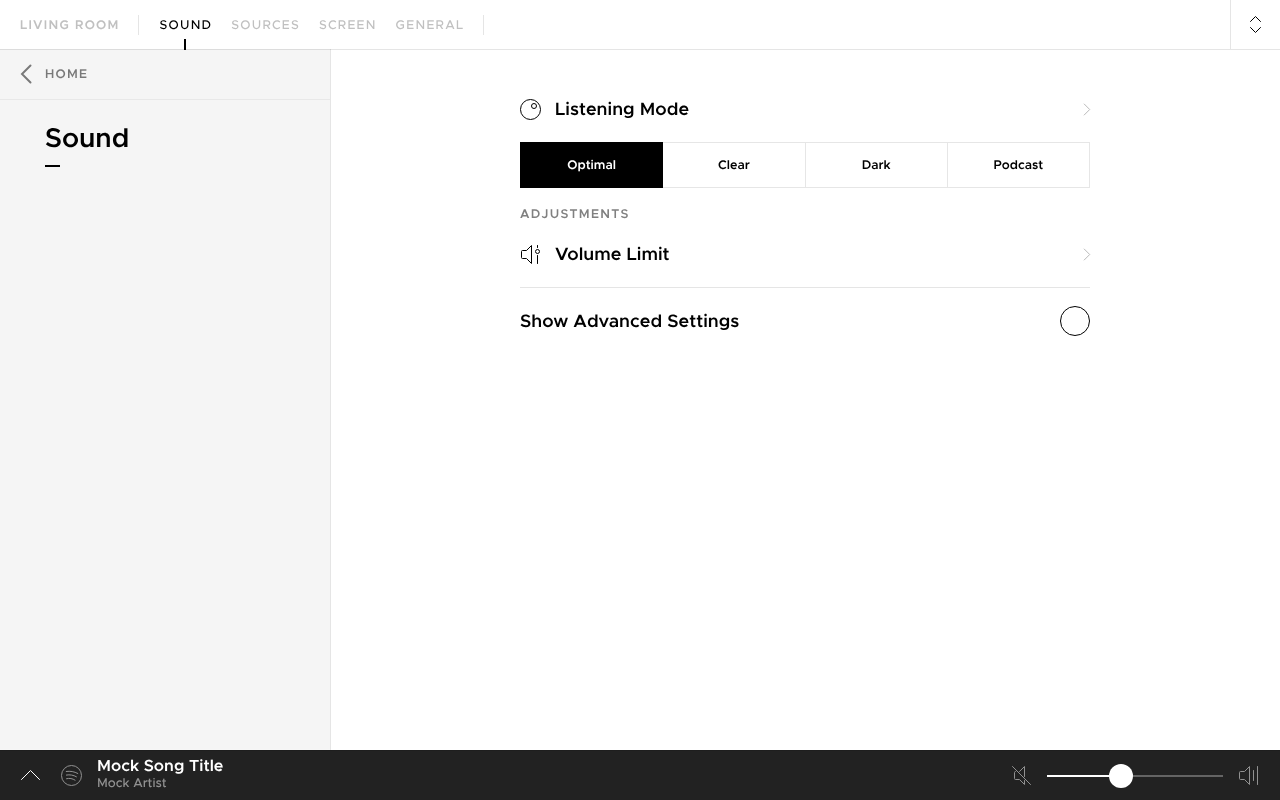 LIVING ROOM
SOUND
SOURCES
SCREEN
GENERAL
HOME
Sound
Listening Mode
Optimal
Clear
Dark
Podcast
ADJUSTMENTS
Volume Limit
Show Advanced Settings
Mock Song Title
Mock Artist